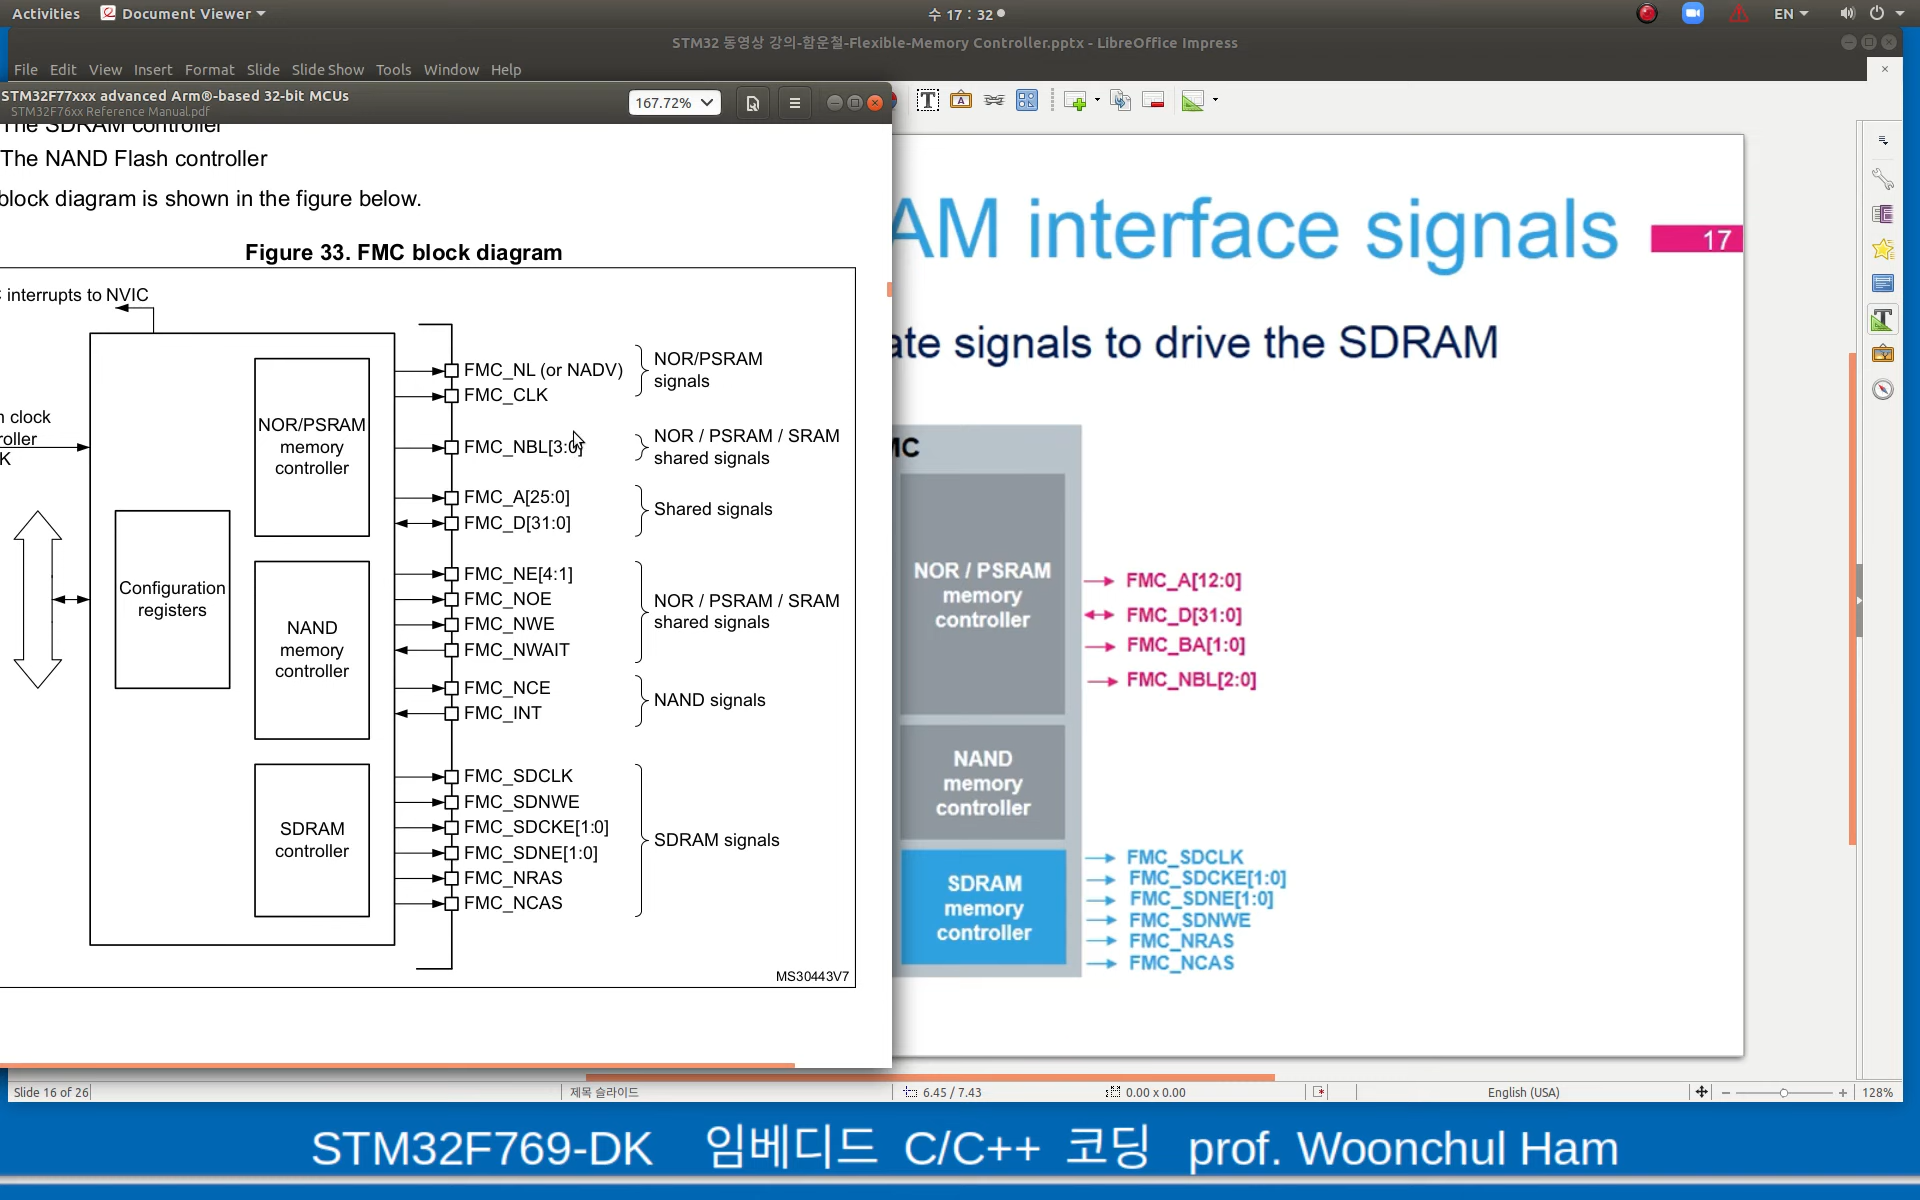 Activities
Document Viewer
수 17 : 32
EN
STM32 동영상 강의-함운철-Flexible-Memory Controller.pptx - LibreOffice Impress
File Edit View Insert Format Slide Slide Show Tools Window Help
STM32F77xxx advanced Arm®-based 32-bit MCUs
STM32F76xx Reference Manual.pdf
167.72%
The SDRAM controller
The NAND Flash controller
block diagram is shown in the figure below.
Figure 33. FMC block diagram
interrupts to NVIC
clock
roller
K
Configuration
registers
NOR/PSRAM
memory
controller
NAND
memory
controller
SDRAM
controller
FMC_NL (or NADV)
FMC_CLK
NOR/PSRAM
signals
FMC_NBL[3:0]
NOR / PSRAM / SRAM
shared signals
FMC_A[25:0]
FMC_D[31:0]
Shared signals
FMC_NE[4:1]
FMC_NOE
FMC_NWE
FMC_NWAIT
NOR / PSRAM / SRAM
shared signals
FMC_NCE
FMC_INT
NAND signals
FMC_SDCLK
FMC_SDNWE
FMC_SDCKE[1:0]
FMC_SDNE[1:0]
FMC_NRAS
FMC_NCAS
SDRAM signals
MS30443V7
AM interface signals
17
ate signals to drive the SDRAM
MC
NOR / PSRAM
memory
controller
NAND
memory
controller
SDRAM
memory
controller
FMC_A[12:0]
FMC_D[31:0]
FMC_BA[1:0]
FMC_NBL[2:0]
FMC_SDCLK
FMC_SDCKE[1:0]
FMC_SDNE[1:0]
FMC_SDNWE
FMC_NRAS
FMC_NCAS
Slide 16 of 26
제목 슬라이드
6.45 / 7.43
0.00 x 0.00
English (USA)
128%
STM32F769-DK 임베디드 C/C++ 코딩 prof. Woonchul Ham